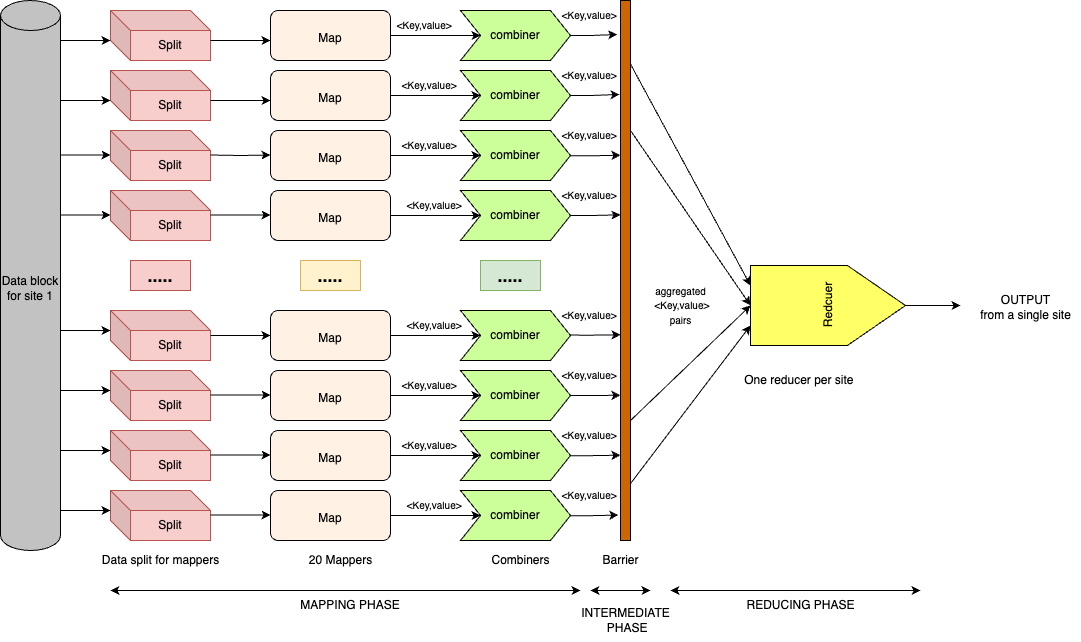 Data block
for site 1
Split
Map
<Key,value>
combiner
<Key,value>
Split
Map
<Key,value>
combiner
<Key,value>
Split
Map
<Key,value>
combiner
<Key,value>
Split
Map
<Key,value>
combiner
<Key,value>
.....
.....
.....
Split
Map
<Key,value>
combiner
<Key,value>
Split
Map
<Key,value>
combiner
<Key,value>
Split
Map
<Key,value>
combiner
<Key,value>
Split
Map
<Key,value>
combiner
<Key,value>
aggregated
<Key,value>
pairs
Redcuer
One reducer per site
OUTPUT
from a single site
Data split for mappers
20 Mappers
Combiners
Barrier
MAPPING PHASE
INTERMEDIATE
PHASE
REDUCING PHASE